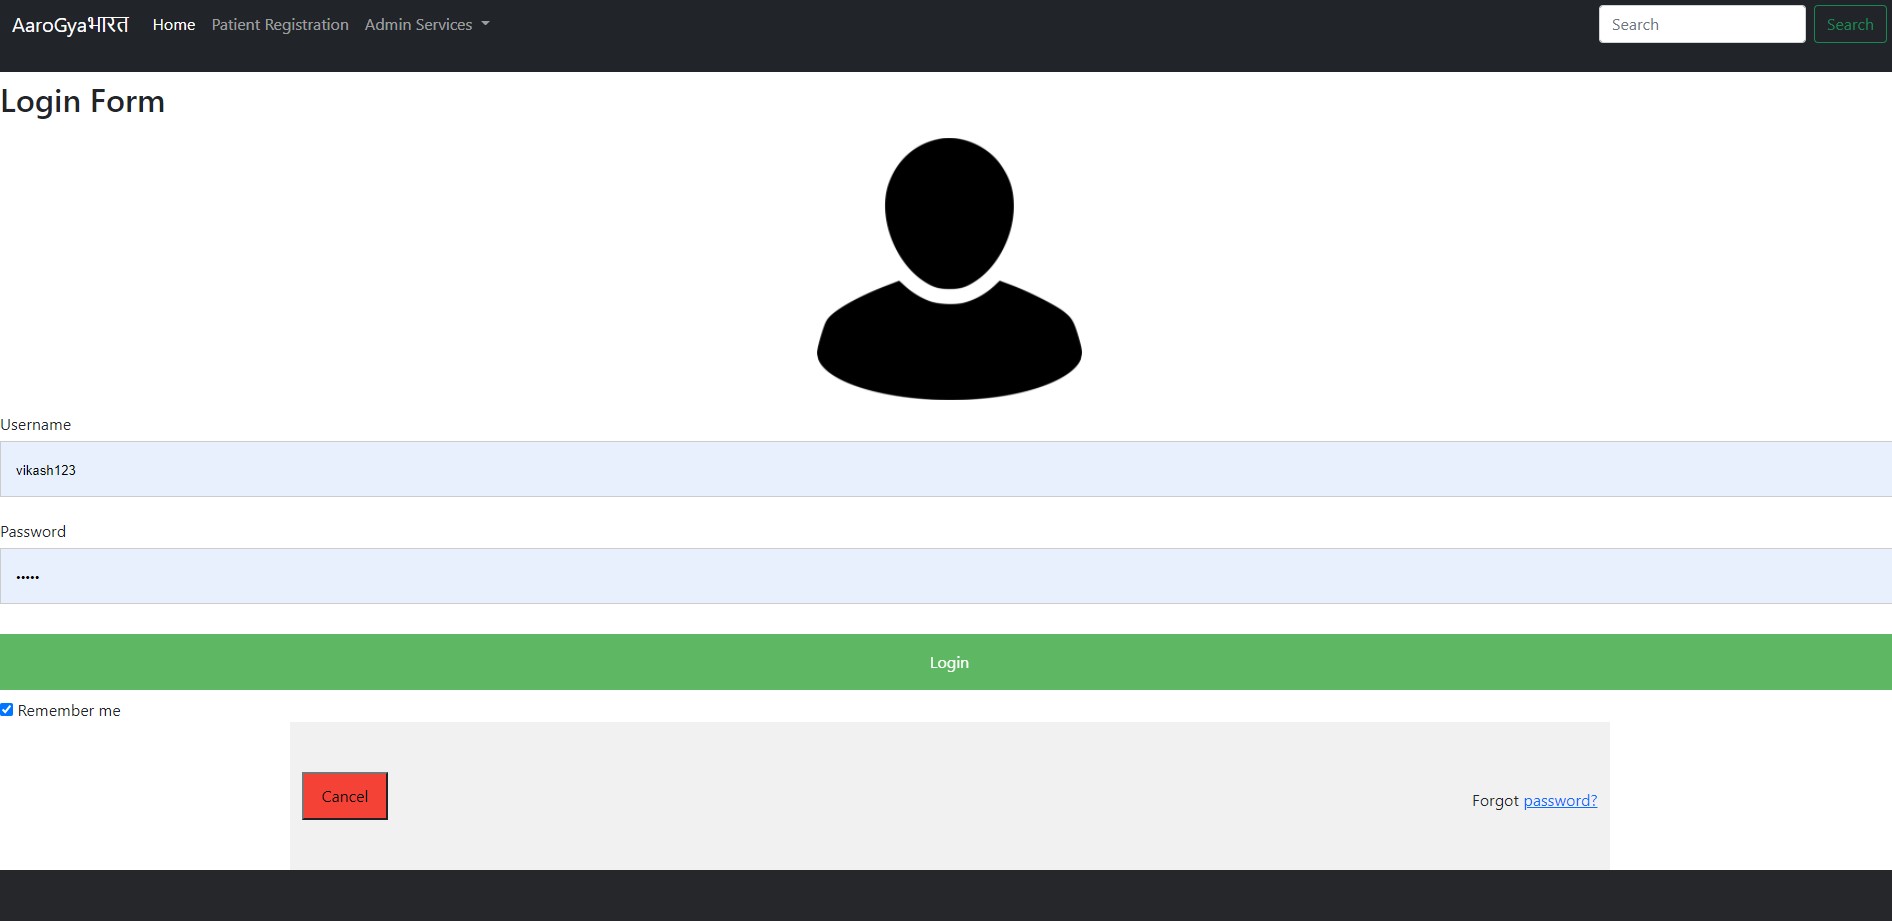 AaroGyaभारत Home Patient Registration Admin Services Search Search
Login Form
Username
vikash123
Password
•••••
Login
Remember me
Cancel
Forgot password?